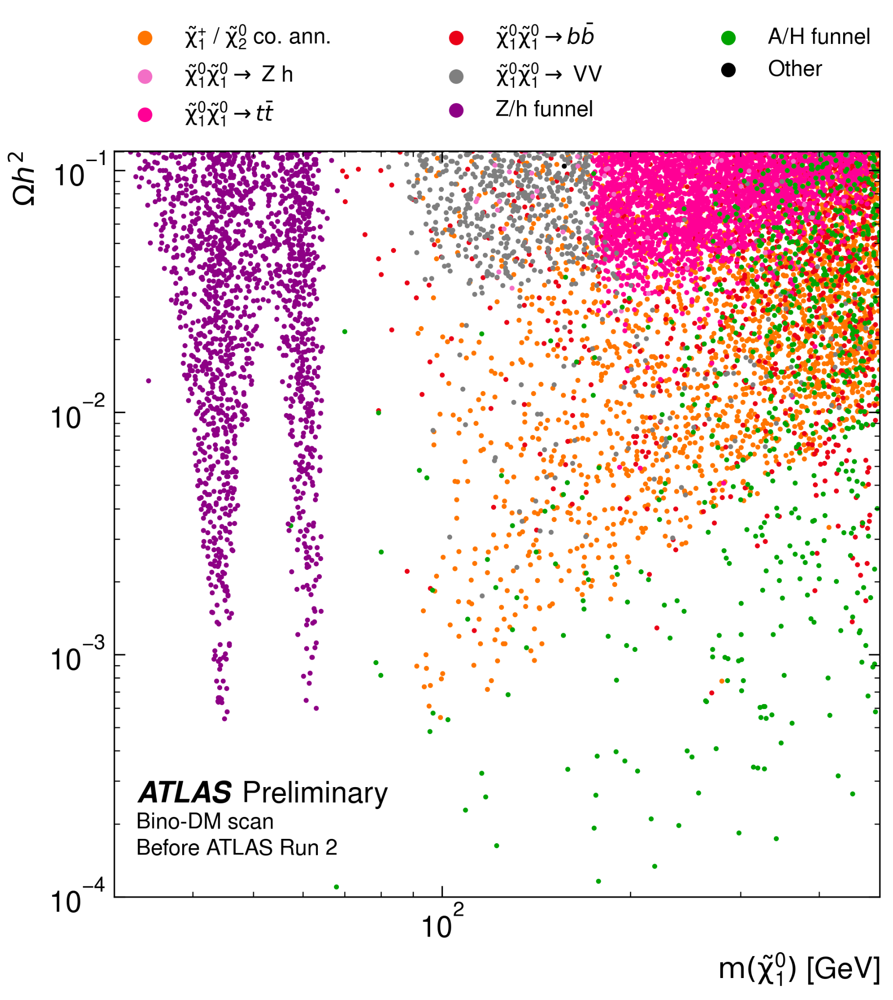 χ̃₁⁺ / χ̃₂⁰ co. ann.
χ̃₁⁰χ̃₁⁰ → Z h
χ̃₁⁰χ̃₁⁰ → tt̄
χ̃₁⁰χ̃₁⁰ → bb̄
χ̃₁⁰χ̃₁⁰ → VV
Z/h funnel
A/H funnel
Other
Ωh²
10⁻¹
10⁻²
10⁻³
10⁻⁴
ATLAS Preliminary
Bino-DM scan
Before ATLAS Run 2
10²
m(χ̃₁⁰) [GeV]